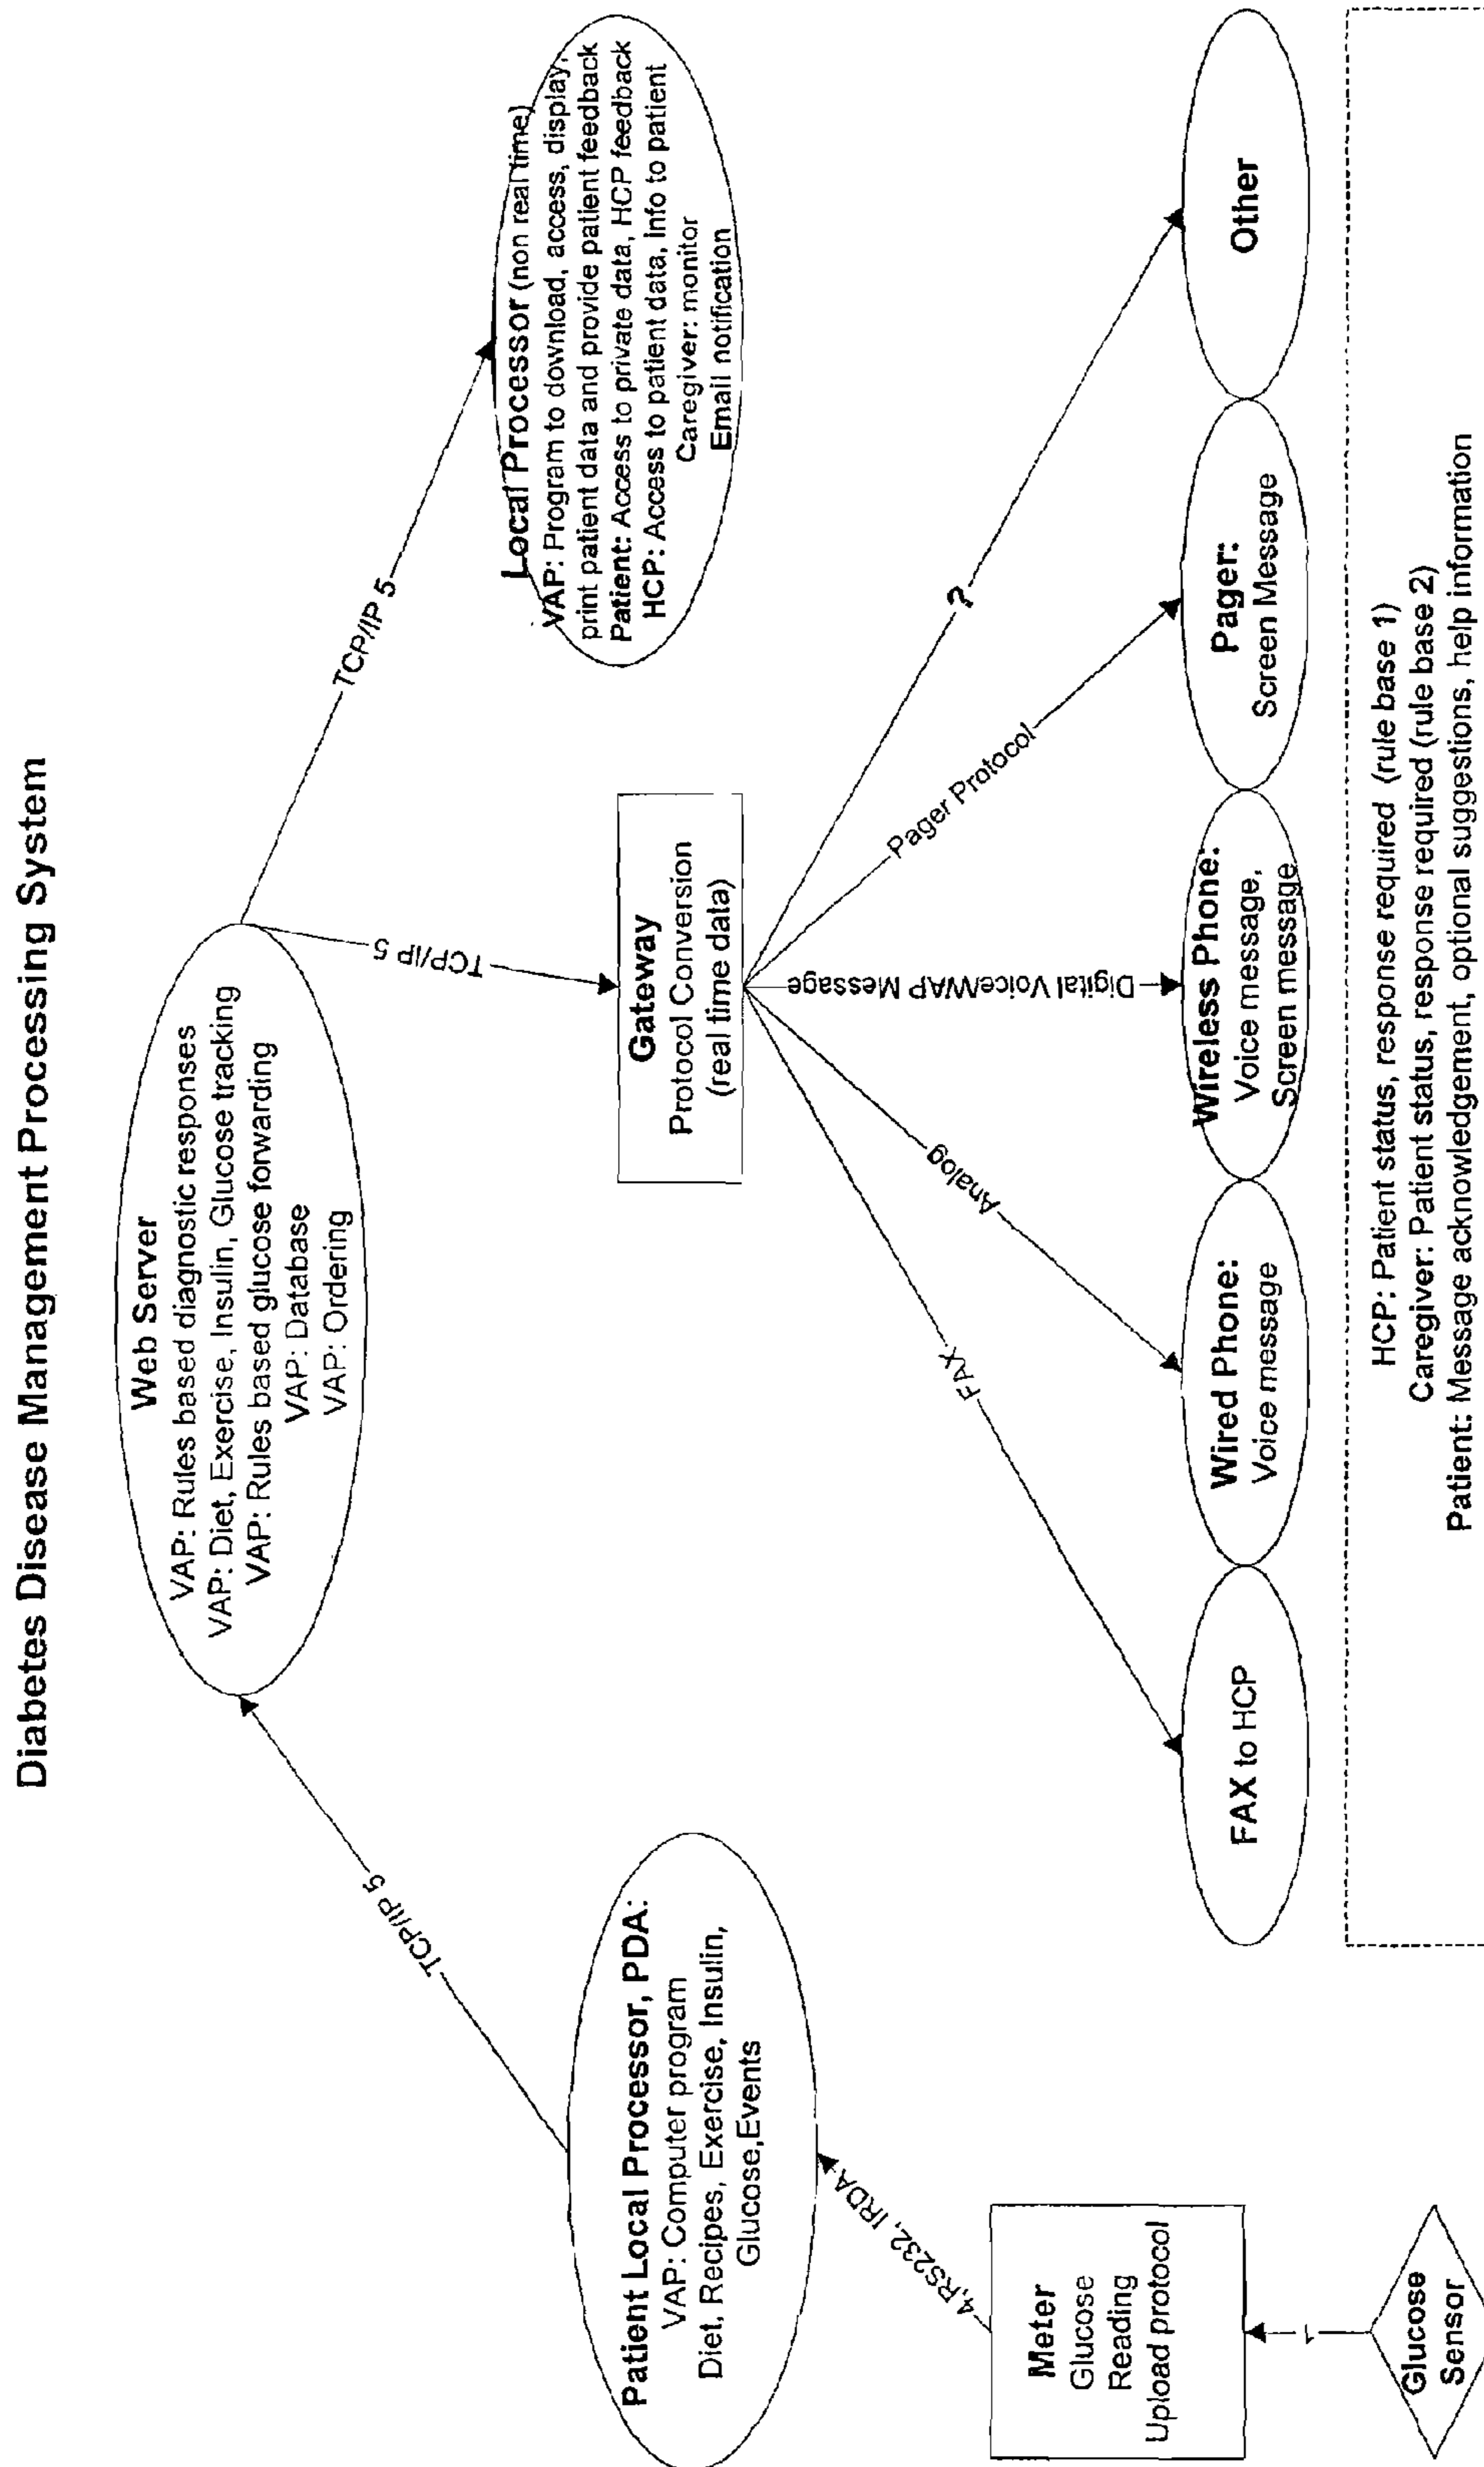 Diabetes Disease Management Processing System
Web Server
VAP: Rules based diagnostic responses
VAP: Diet, Exercise, Insulin, Glucose tracking
VAP: Rules based glucose forwarding
VAP: Database
VAP: Ordering
TCP/IP 5
TCP/IP 5
TCP/IP 5
Local Processor (non real time)
VAP: Program to download, access, display,
print patient data and provide patient feedback
Patient: Access to private data, HCP feedback
HCP: Access to patient data, Info to patient
Caregiver: monitor
Email notification
Patient Local Processor, PDA:
VAP: Computer program
Diet, Recipes, Exercise, Insulin,
Glucose,Events
Gateway
Protocol Conversion
(real time data)
4,RS232, IRDA
Meter
Glucose
Reading
Upload protocol
1
Glucose
Sensor
FAX
Analog
Digital Voice/WAP Message
Pager Protocol
?
FAX to HCP
Wired Phone:
Voice message
Wireless Phone:
Voice message,
Screen message
Pager:
Screen Message
Other
HCP: Patient status, response required (rule base 1)
Caregiver: Patient status, response required (rule base 2)
Patient: Message acknowledgement, optional suggestions, help information